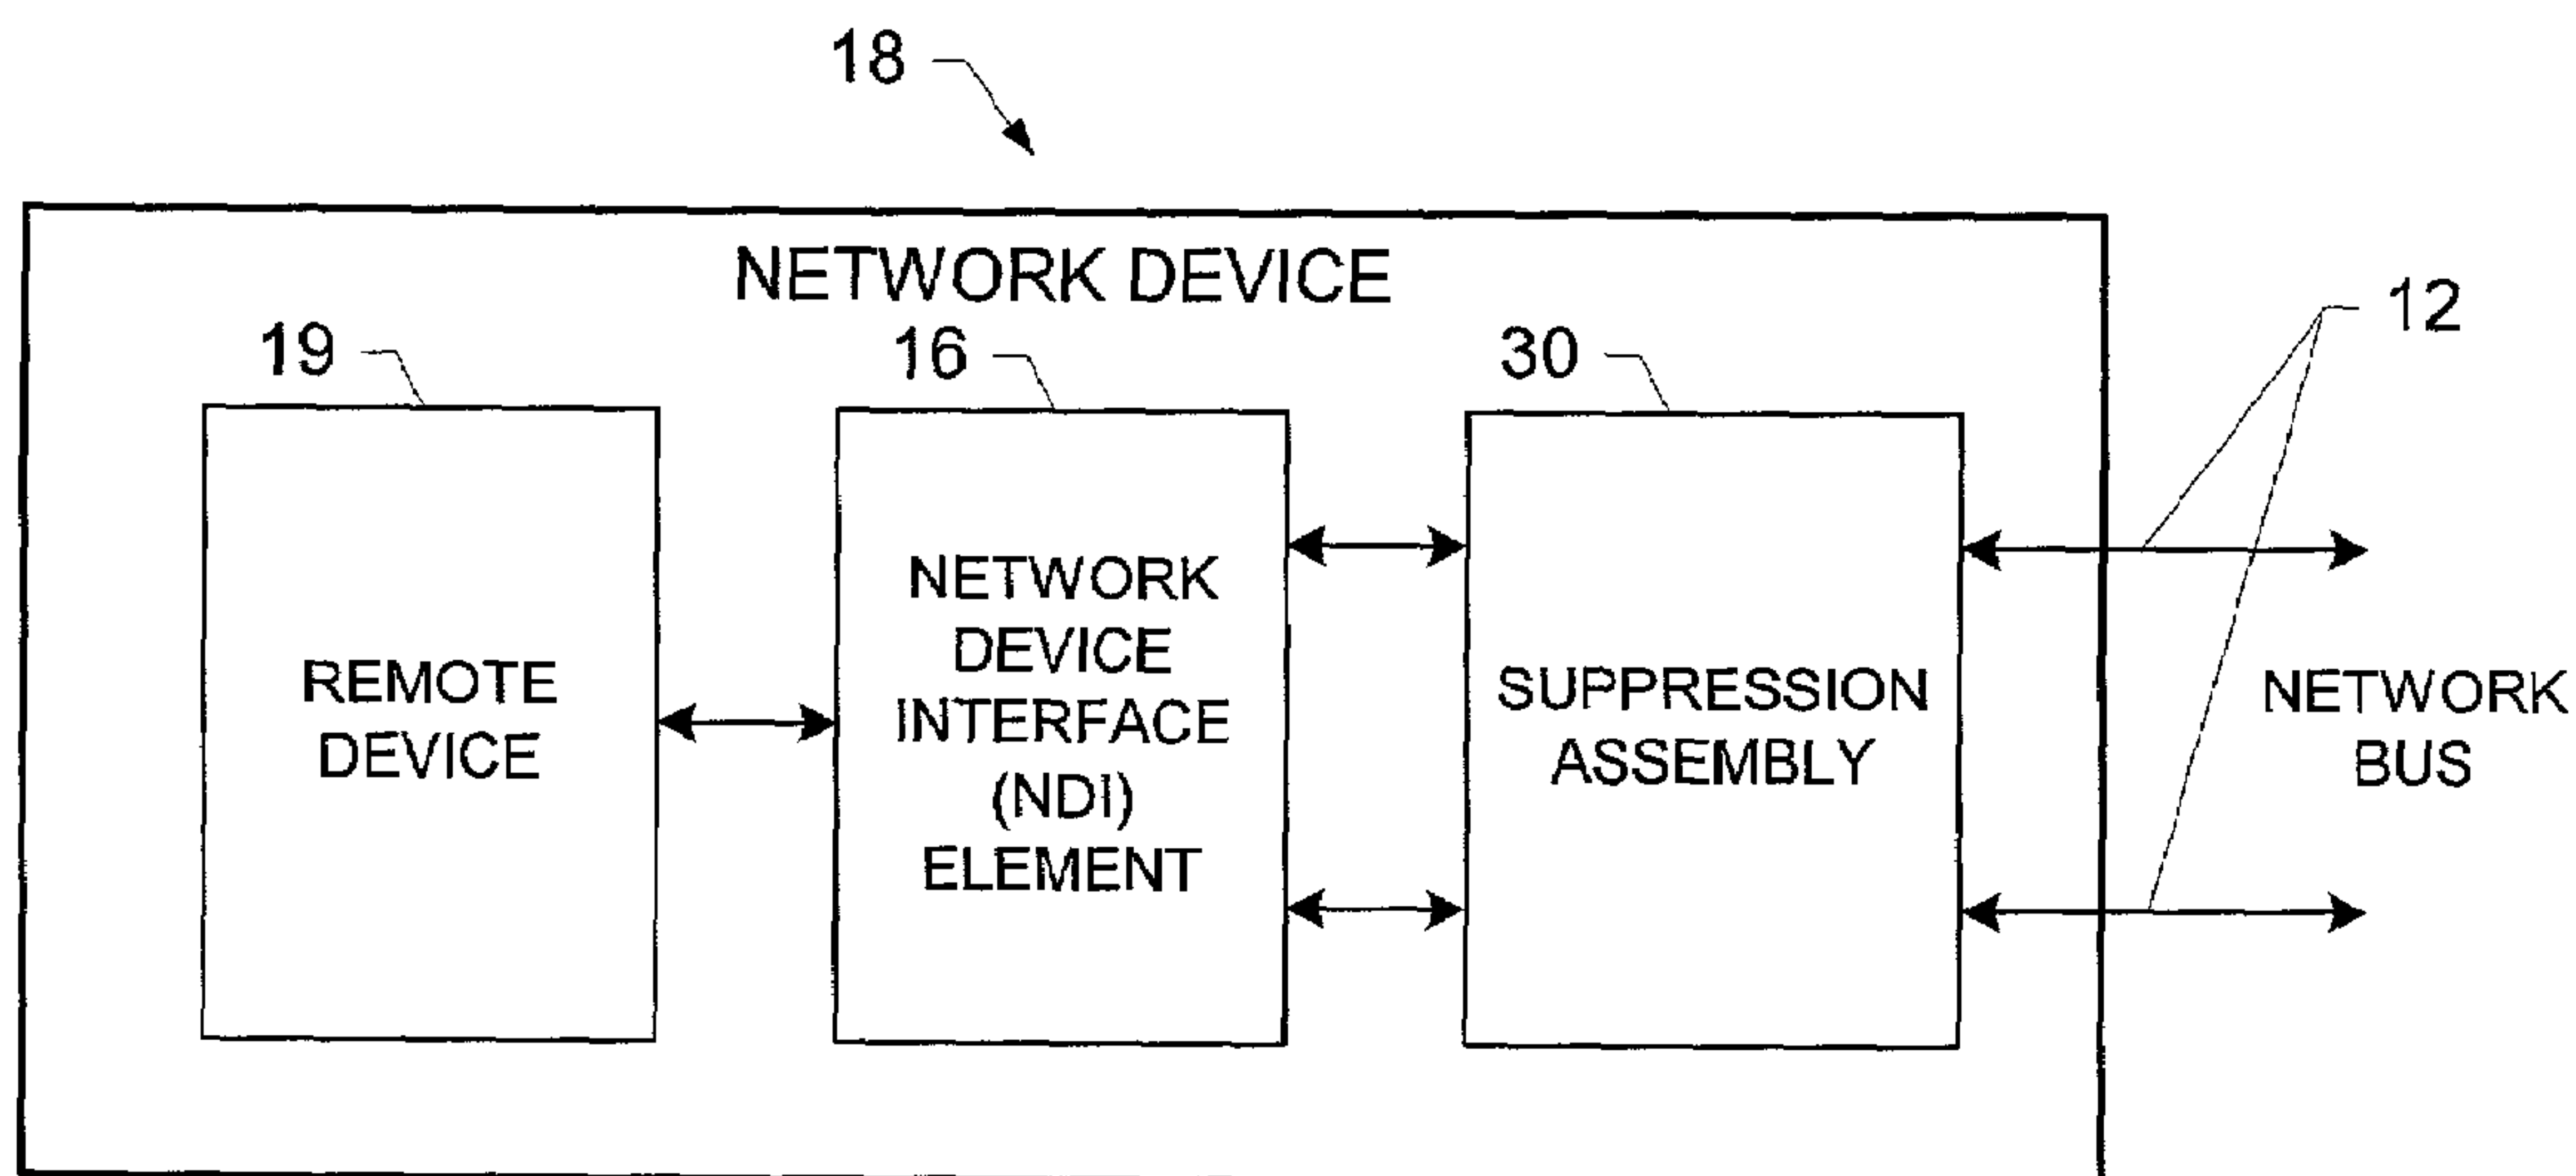 18
NETWORK DEVICE
12
19
16
30
REMOTE
DEVICE
NETWORK
DEVICE
INTERFACE
(NDI)
ELEMENT
SUPPRESSION
ASSEMBLY
NETWORK
BUS